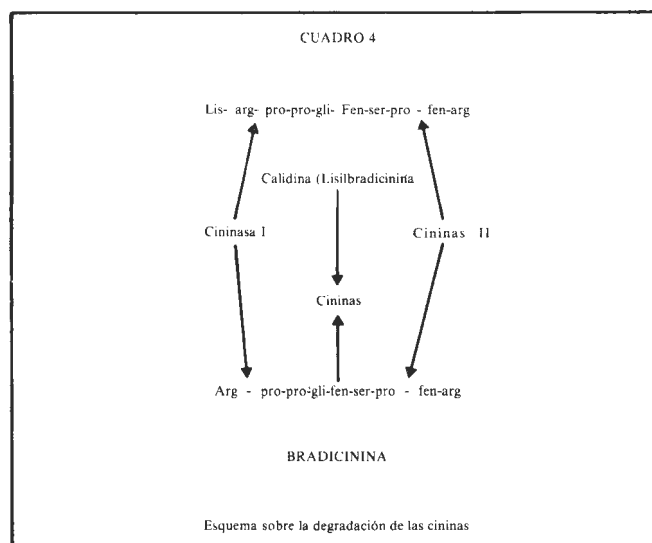 CUADRO 4
Lis- arg- pro-pro-gli- Fen-ser-pro - fen-arg
Calidina (Lisilbradicinina
Cininasa I
Cininas II
Cininas
Arg - pro-pro-gli-fen-ser-pro - fen-arg
BRADICININA
Esquema sobre la degradación de las cininas